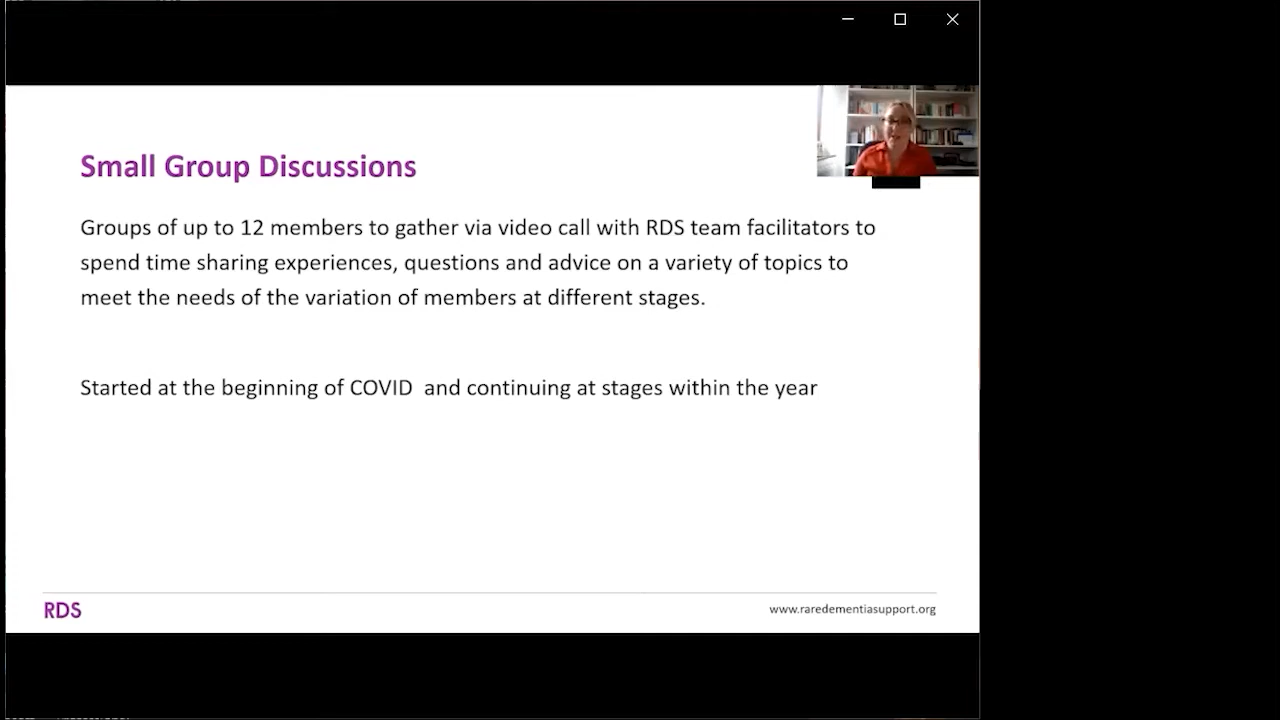 Small Group Discussions
Groups of up to 12 members to gather via video call with RDS team facilitators to
spend time sharing experiences, questions and advice on a variety of topics to
meet the needs of the variation of members at different stages.
Started at the beginning of COVID  and continuing at stages within the year
RDS
www.raredementiasupport.org